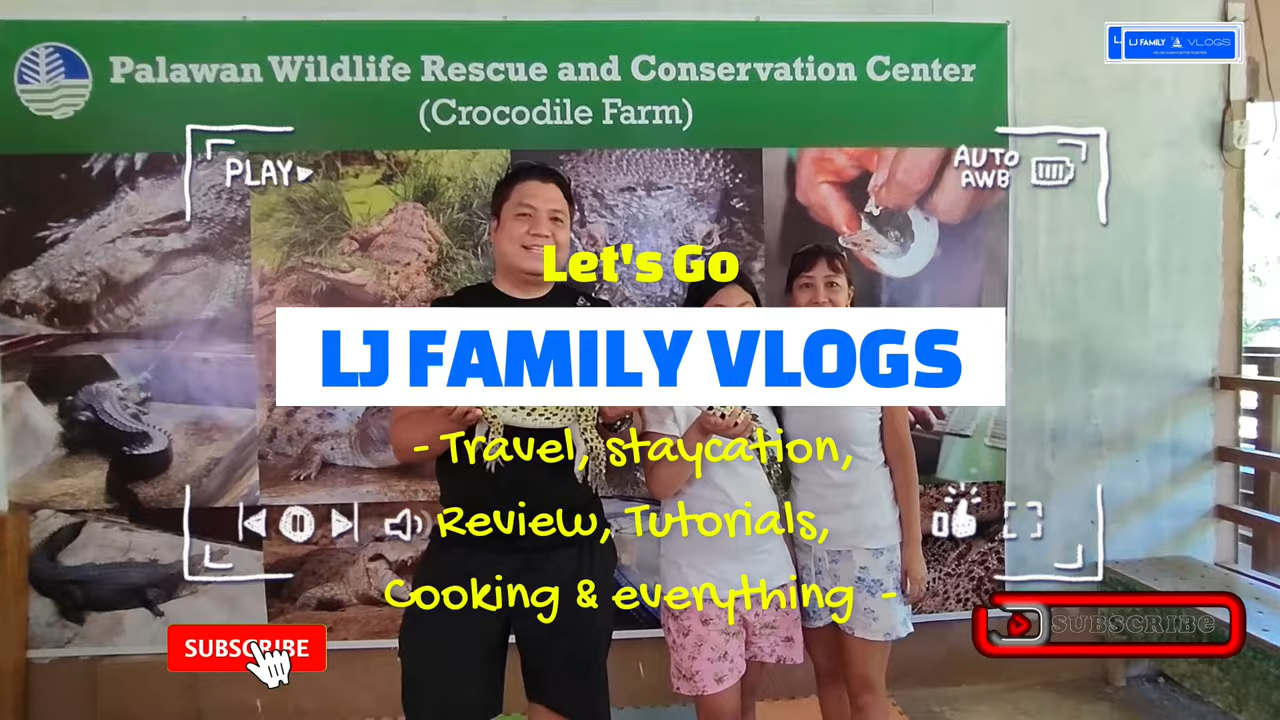 Palawan Wildlife Rescue and Conservation Center
(Crocodile Farm)
LJ FAMILY VLOGS
PLAY
AUTO
AWB
Let's Go
LJ FAMILY VLOGS
- Travel, staycation,
Review, Tutorials,
Cooking & everything -
SUBSCRIBE
SUBSCRIBE